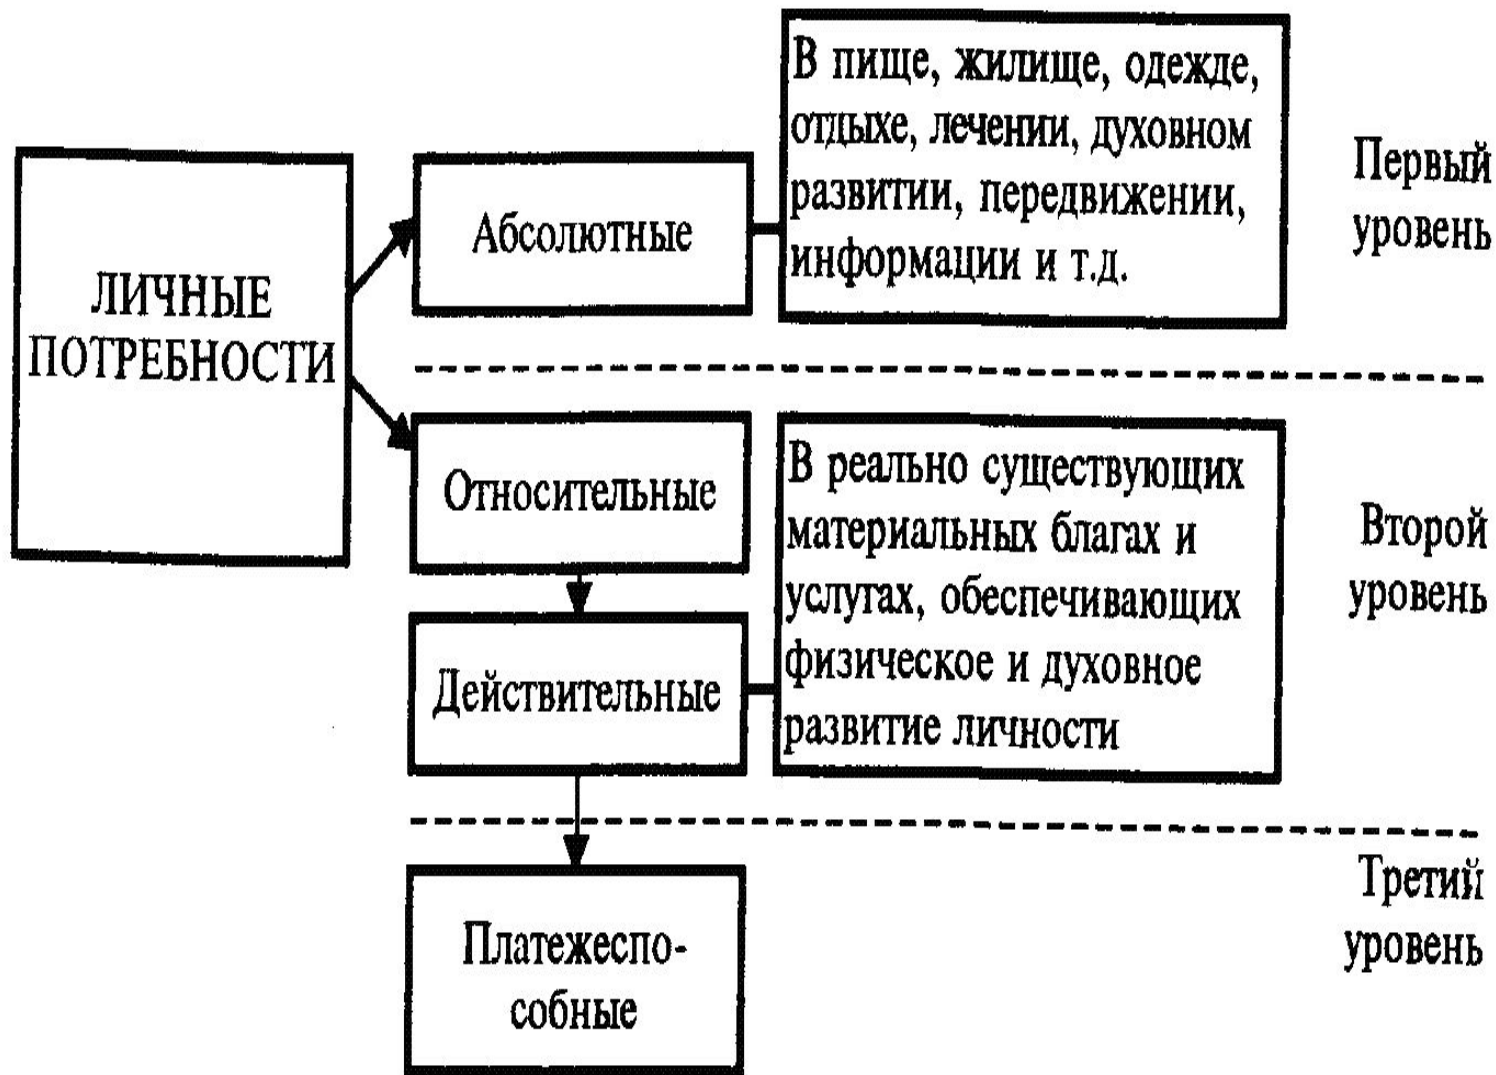 ЛИЧНЫЕ
ПОТРЕБНОСТИ
Абсолютные
В пище, жилище, одежде,
отдыхе, лечении, духовном
развитии, передвижении,
информации и т.д.
Первый
уровень
Относительные
Действительные
В реально существующих
материальных благах и
услугах, обеспечивающих
физическое и духовное
развитие личности
Второй
уровень
Платежеспо-
собные
Третий
уровень